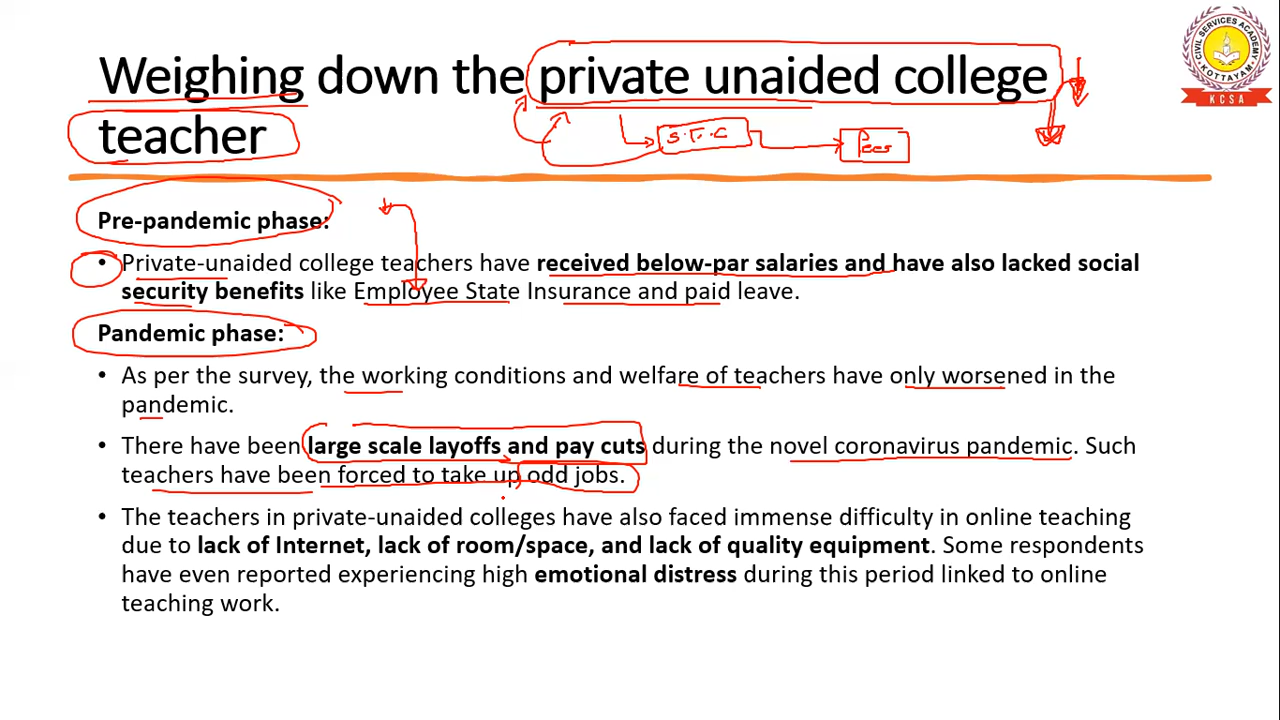 Weighing down the private unaided college
teacher
S.F.C
Fees
CIVIL SERVICES ACADEMY
KOTTAYAM
KCSA
Pre-pandemic phase:
• Private-unaided college teachers have received below-par salaries and have also lacked social
security benefits like Employee State Insurance and paid leave.
Pandemic phase:
• As per the survey, the working conditions and welfare of teachers have only worsened in the
pandemic.
• There have been large scale layoffs and pay cuts during the novel coronavirus pandemic. Such
teachers have been forced to take up odd jobs.
• The teachers in private-unaided colleges have also faced immense difficulty in online teaching
due to lack of Internet, lack of room/space, and lack of quality equipment. Some respondents
have even reported experiencing high emotional distress during this period linked to online
teaching work.